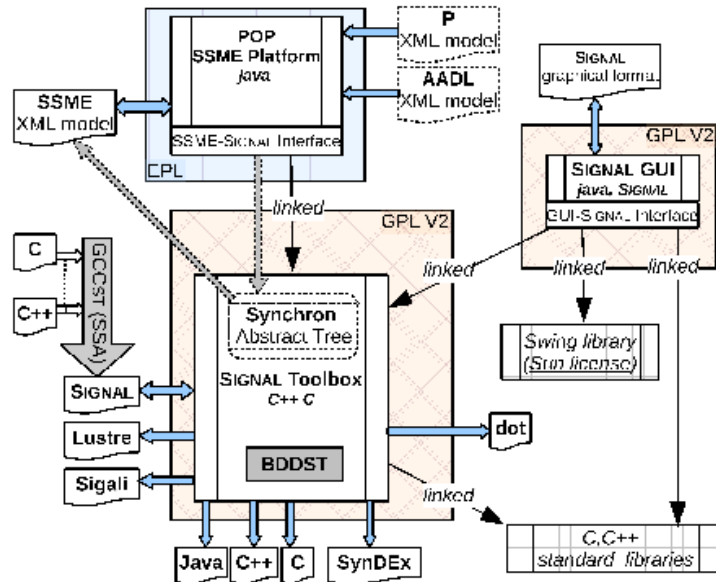 POP
SSME Platform
java
SSME-SIGNAL Interface
EPL
P
XML model
AADL
XML model
SSME
XML model
SIGNAL
graphical format
GPL V2
SIGNAL GUI
java, SIGNAL
GUI-SIGNAL Interface
linked
GPL V2
linked
linked
linked
C
C++
GCCST (SSA)
Synchron
Abstract Tree
SIGNAL Toolbox
C++ C
BDDST
Swing library
(Sun license)
SIGNAL
Lustre
Sigali
dot
linked
Java
C++
C
SynDEx
C,C++
standard libraries